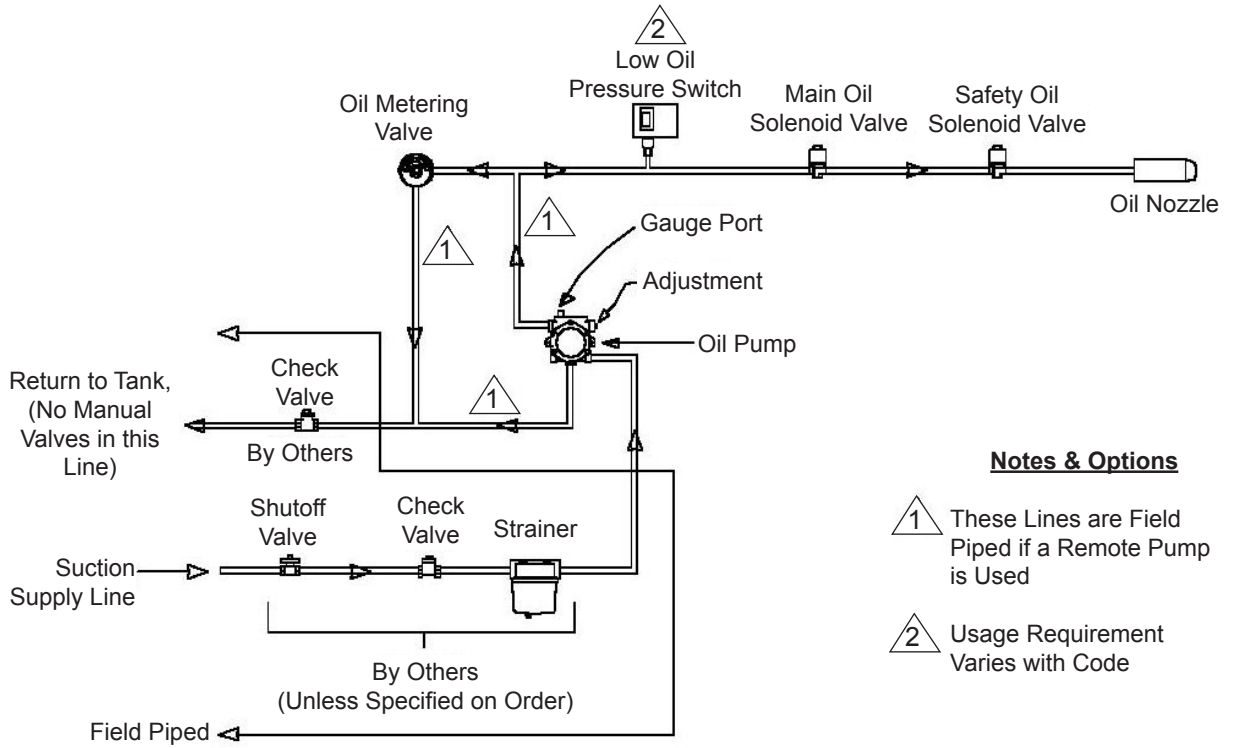 2
Low Oil
Pressure Switch
Oil Metering
Valve
Main Oil
Solenoid Valve
Safety Oil
Solenoid Valve
Oil Nozzle
1
1
Gauge Port
Adjustment
Oil Pump
Return to Tank,
(No Manual
Valves in this
Line)
Check
Valve
By Others
1
Shutoff
Valve
Check
Valve
Strainer
Suction
Supply Line
By Others
(Unless Specified on Order)
Field Piped
Notes & Options
1 These Lines are Field
Piped if a Remote Pump
is Used
2 Usage Requirement
Varies with Code